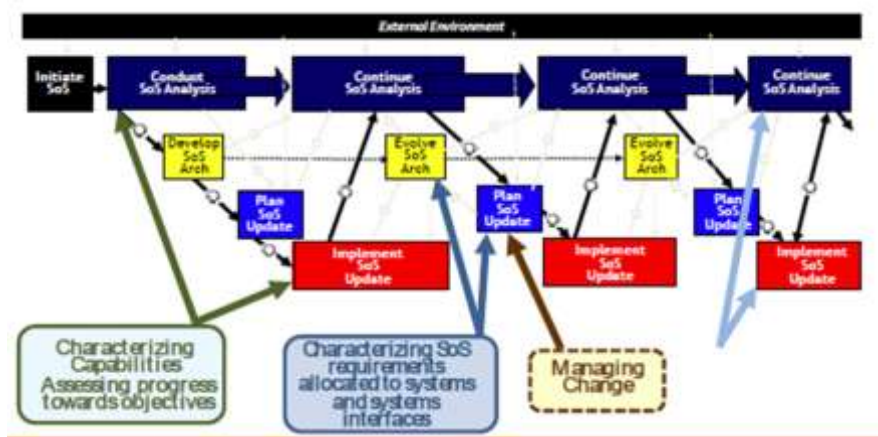 External Environment
Initiate
SoS
Conduct
SoS Analysis
Continue
SoS Analysis
Continue
SoS Analysis
Continue
SoS Analysis
Develop
SoS
Arch
Evolve
SoS
Arch
Evolve
SoS
Arch
Plan
SoS
Update
Plan
SoS
Update
Plan
SoS
Update
Implement
SoS
Update
Implement
SoS
Update
Implement
SoS
Update
Characterizing
Capabilities
Assessing progress
towards objectives
Characterizing SoS
requirements
allocated to systems
and systems
interfaces
Managing
Change